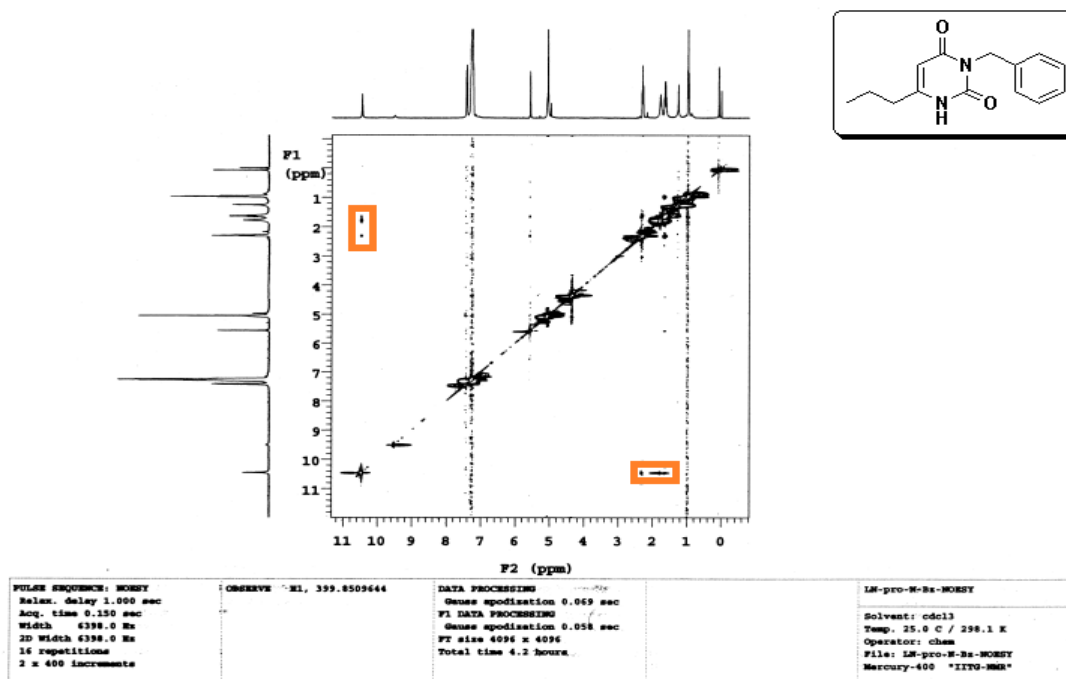 O
N
N
H
O
F1
(ppm)
1
2
3
4
5
6
7
8
9
10
11
11 10 9 8 7 6 5 4 3 2 1 0
F2 (ppm)
PULSE SEQUENCE: NOESY
Relax. delay 1.000 sec
Acq. time 0.150 sec
Width 6398.0 Hz
2D Width 6398.0 Hz
16 repetitions
2 x 400 increments
OBSERVE H1, 399.8509644
DATA PROCESSING
Gauss apodization 0.069 sec
F1 DATA PROCESSING
Gauss apodization 0.058 sec
FT size 4096 x 4096
Total time 4.2 hours
LN-pro-N-Bz-NOESY
Solvent: cdcl3
Temp. 25.0 C / 298.1 K
Operator: chem
File: LN-pro-N-Bz-NOESY
Mercury-400 "IITG-NMR"